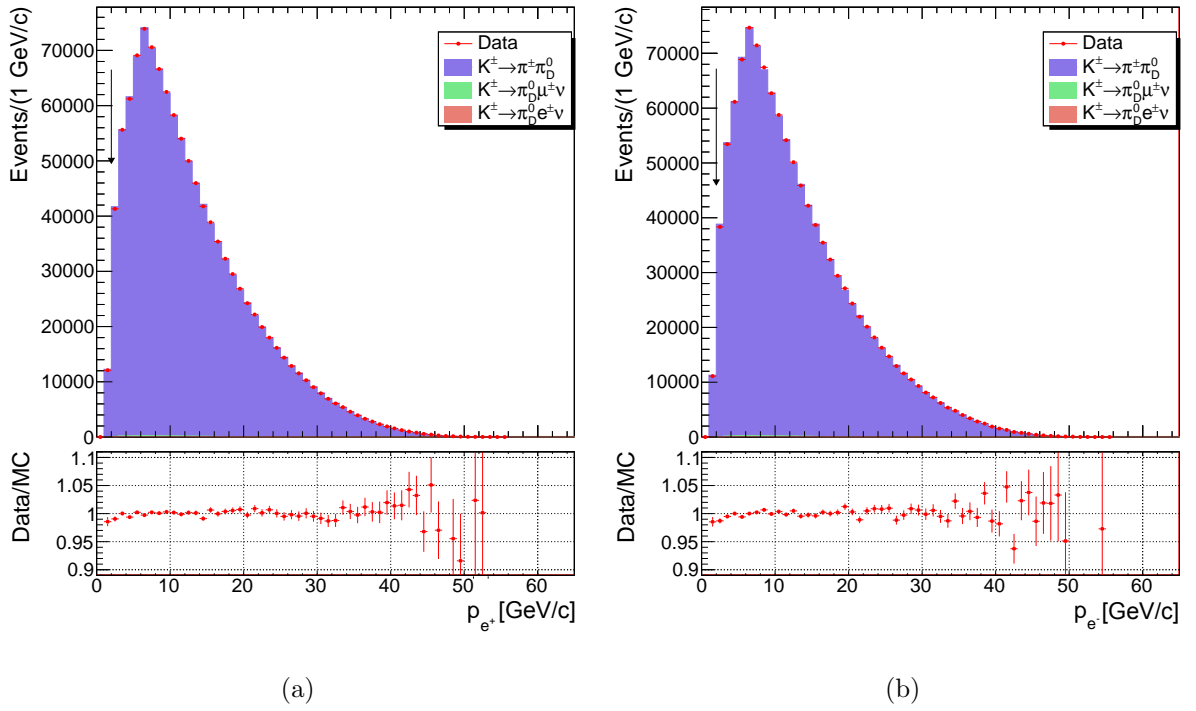 Events/(1 GeV/c)
70000
60000
50000
40000
30000
20000
10000
0
Data
K±→π±π⁰D
K±→π⁰Dμ±ν
K±→π⁰De±ν
Data/MC
1.1
1.05
1
0.95
0.9
0 10 20 30 40 50 60
p e⁺ [GeV/c]
(a)
Events/(1 GeV/c)
70000
60000
50000
40000
30000
20000
10000
0
Data
K±→π±π⁰D
K±→π⁰Dμ±ν
K±→π⁰De±ν
Data/MC
1.1
1.05
1
0.95
0.9
0 10 20 30 40 50 60
p e⁻ [GeV/c]
(b)